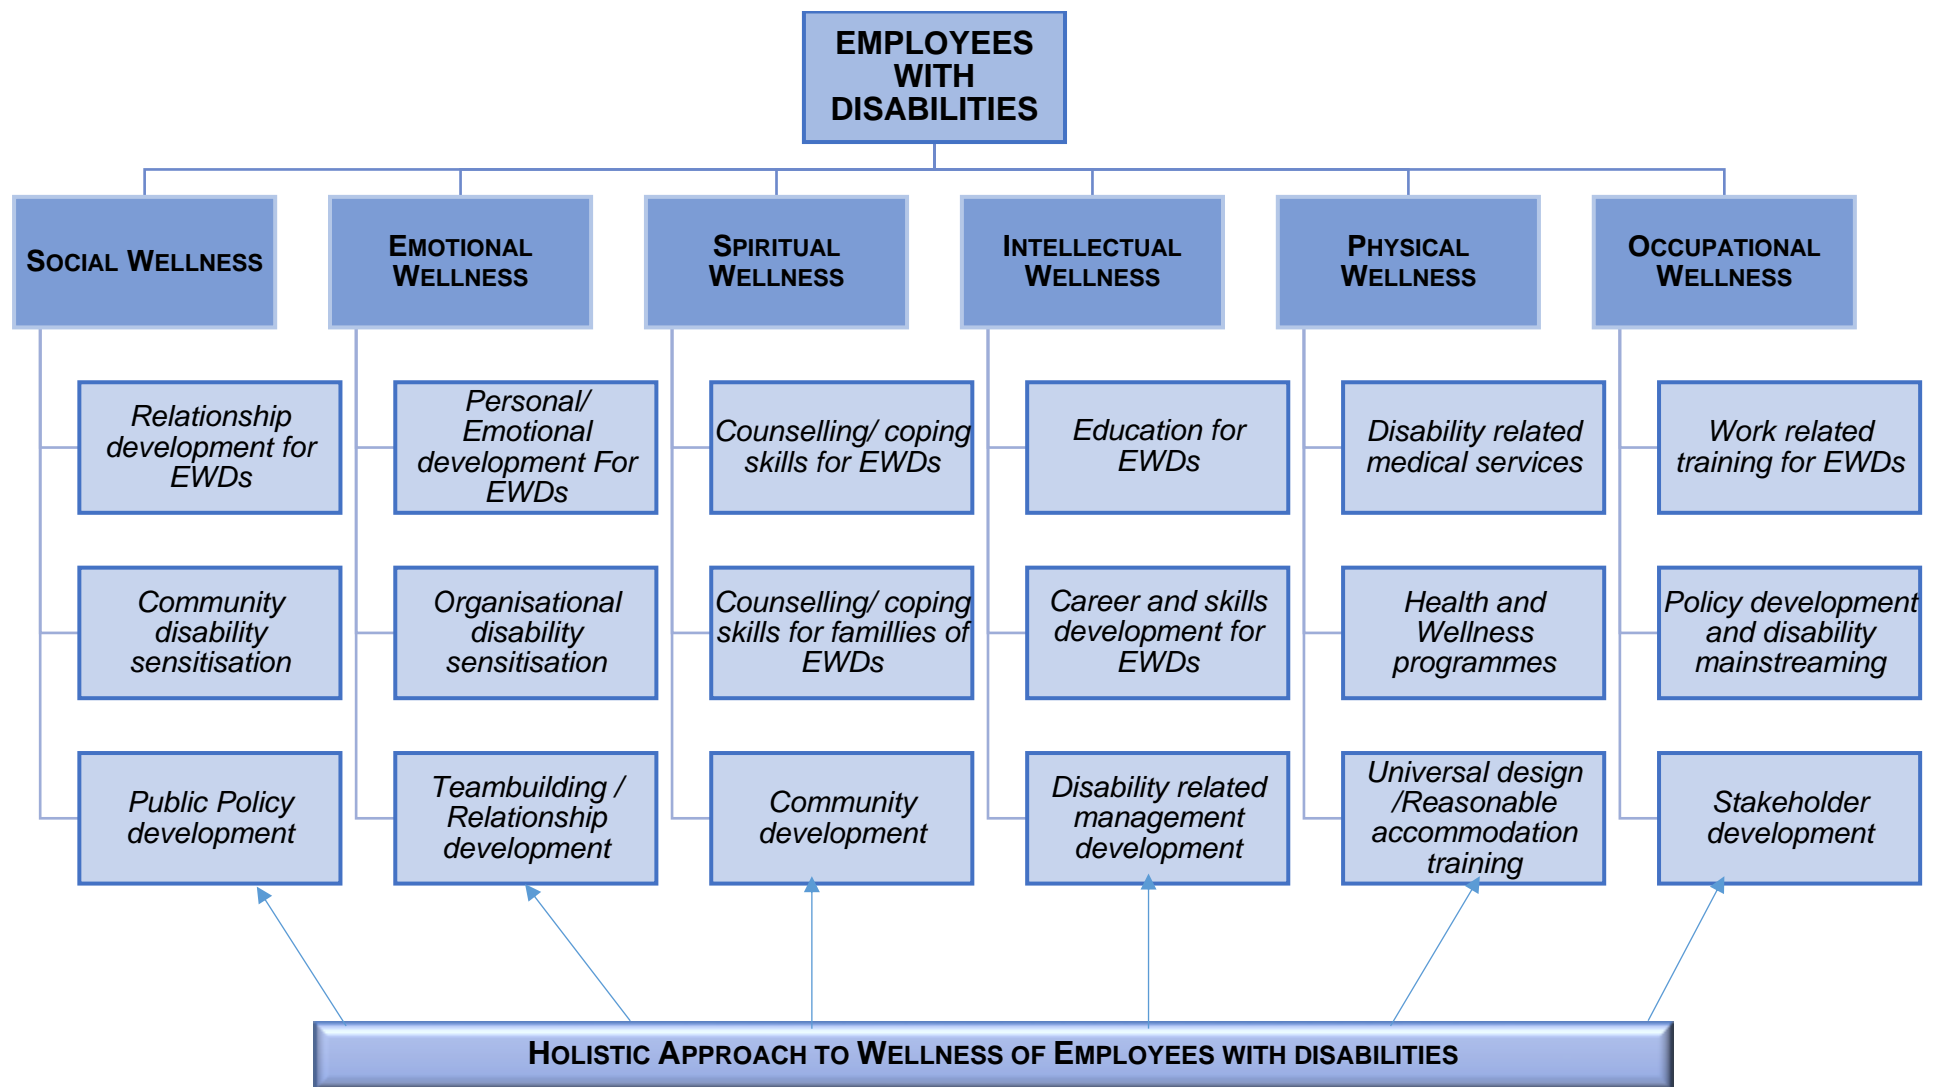 EMPLOYEES
WITH
DISABILITIES
SOCIAL WELLNESS
EMOTIONAL
WELLNESS
SPIRITUAL
WELLNESS
INTELLECTUAL
WELLNESS
PHYSICAL
WELLNESS
OCCUPATIONAL
WELLNESS
Relationship
development for
EWDs
Personal/
Emotional
development For
EWDs
Counselling/ coping
skills for EWDs
Education for
EWDs
Disability related
medical services
Work related
training for EWDs
Community
disability
sensitisation
Organisational
disability
sensitisation
Counselling/ coping
skills for famillies of
EWDs
Career and skills
development for
EWDs
Health and
Wellness
programmes
Policy development
and disability
mainstreaming
Public Policy
development
Teambuilding /
Relationship
development
Community
development
Disability related
management
development
Universal design
/Reasonable
accommodation
training
Stakeholder
development
HOLISTIC APPROACH TO WELLNESS OF EMPLOYEES WITH DISABILITIES